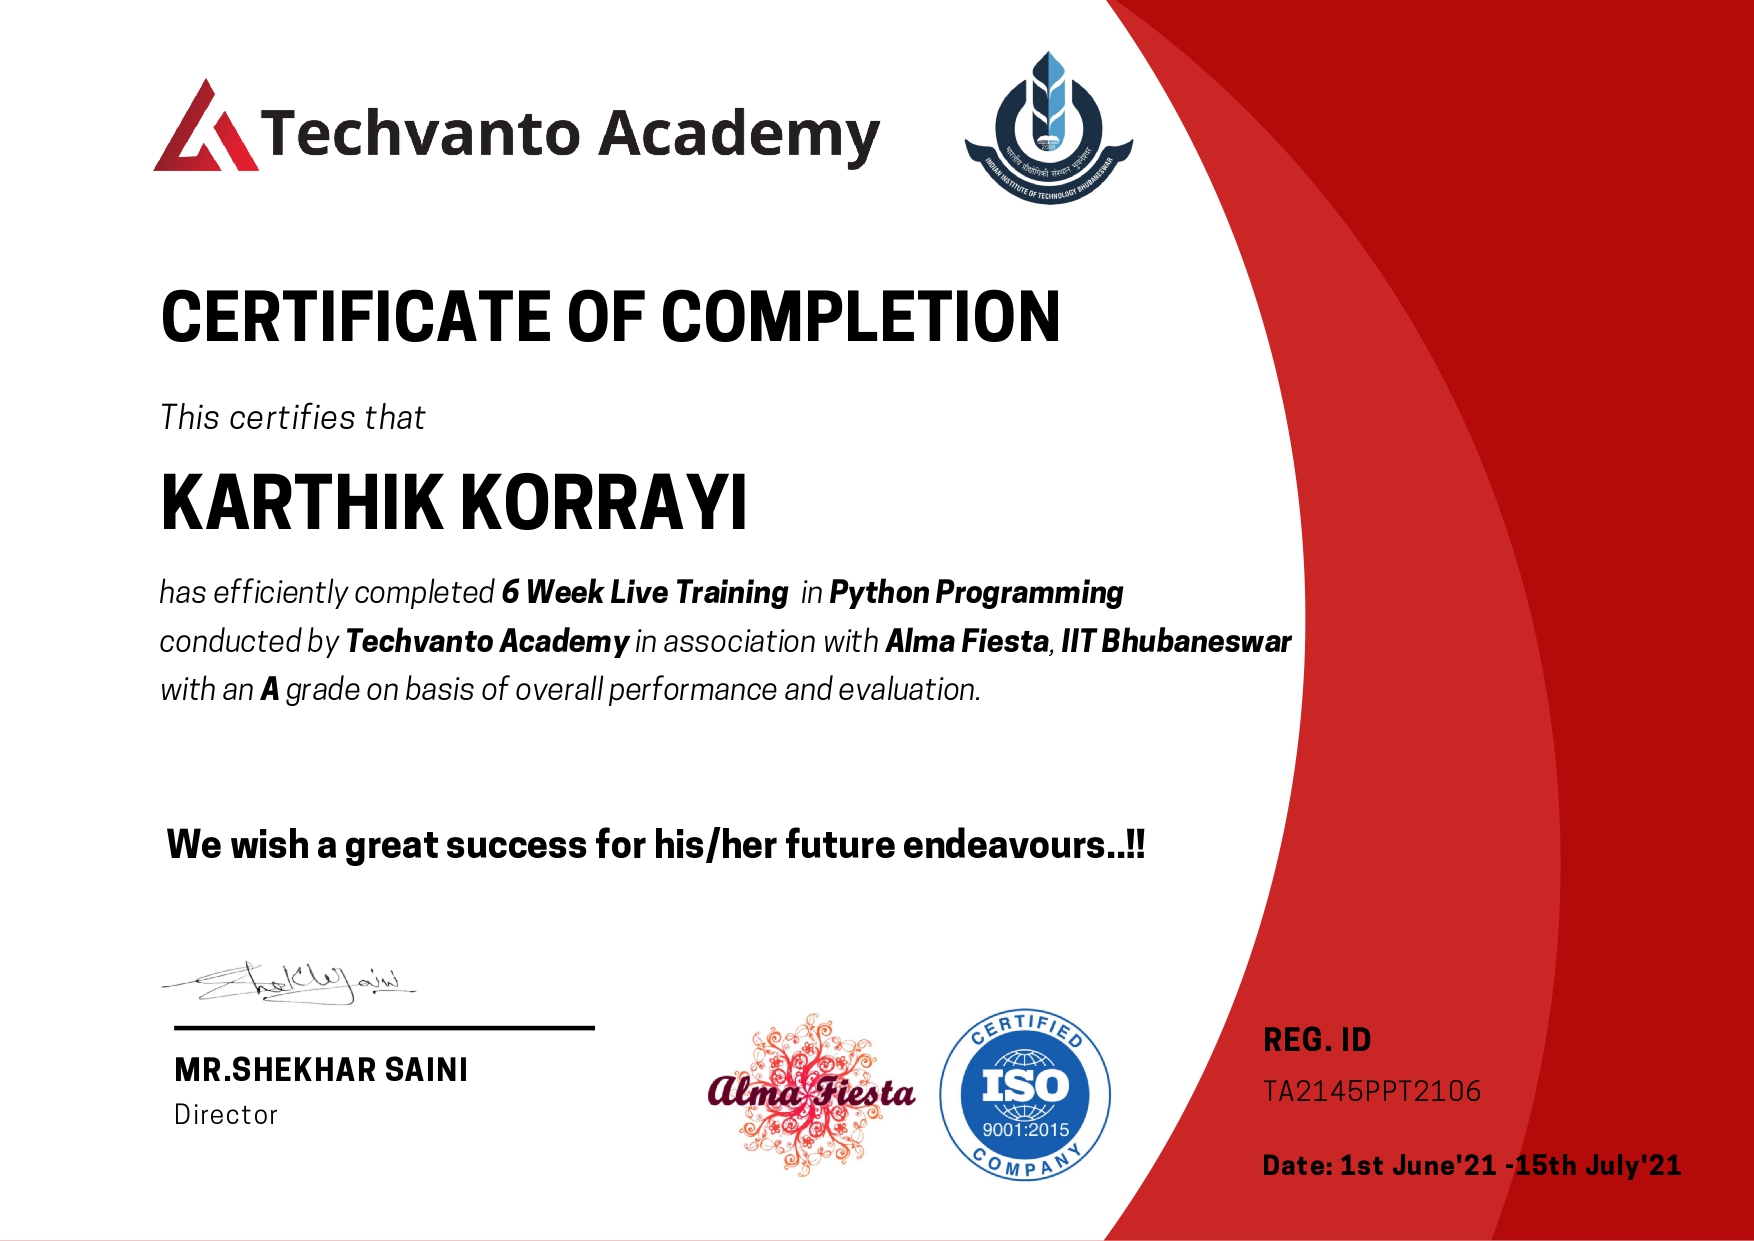 Techvanto Academy
भारतीय प्रौद्योगिकी संस्थान भुवनेश्वर
INDIAN INSTITUTE OF TECHNOLOGY BHUBANESWAR
CERTIFICATE OF COMPLETION
This certifies that
KARTHIK KORRAYI
has efficiently completed 6 Week Live Training in Python Programming
conducted by Techvanto Academy in association with Alma Fiesta, IIT Bhubaneswar
with an A grade on basis of overall performance and evaluation.
We wish a great success for his/her future endeavours..!!
MR.SHEKHAR SAINI
Director
Alma Fiesta
CERTIFIED
ISO
9001:2015
COMPANY
REG. ID
TA2145PPT2106
Date: 1st June'21 -15th July'21